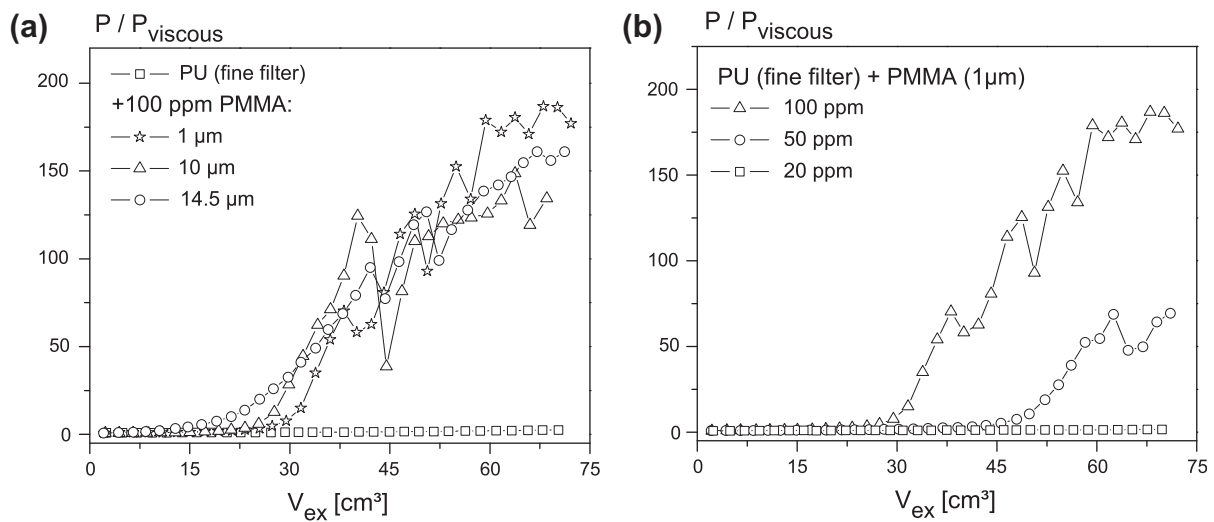 (a)
P / P_viscous
PU (fine filter)
+100 ppm PMMA:
1 µm
10 µm
14.5 µm
200
150
100
50
0
0 15 30 45 60 75
V_ex [cm³]
(b)
P / P_viscous
PU (fine filter) + PMMA (1µm)
100 ppm
50 ppm
20 ppm
200
150
100
50
0
0 15 30 45 60 75
V_ex [cm³]